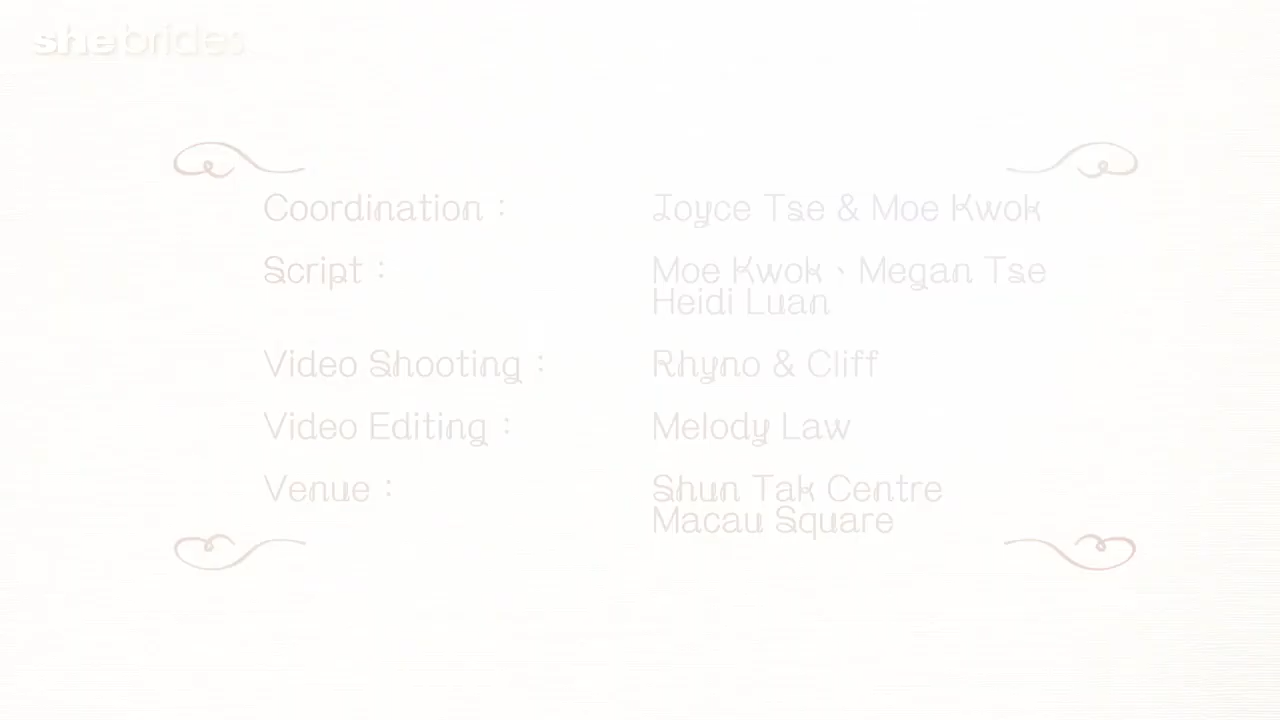 shebrides
Coordination : Joyce Tse & Moe Kwok
Script : Moe Kwok、Megan Tse
Heidi Luan
Video Shooting : Rhyno & Cliff
Video Editing : Melody Law
Venue : Shun Tak Centre
Macau Square